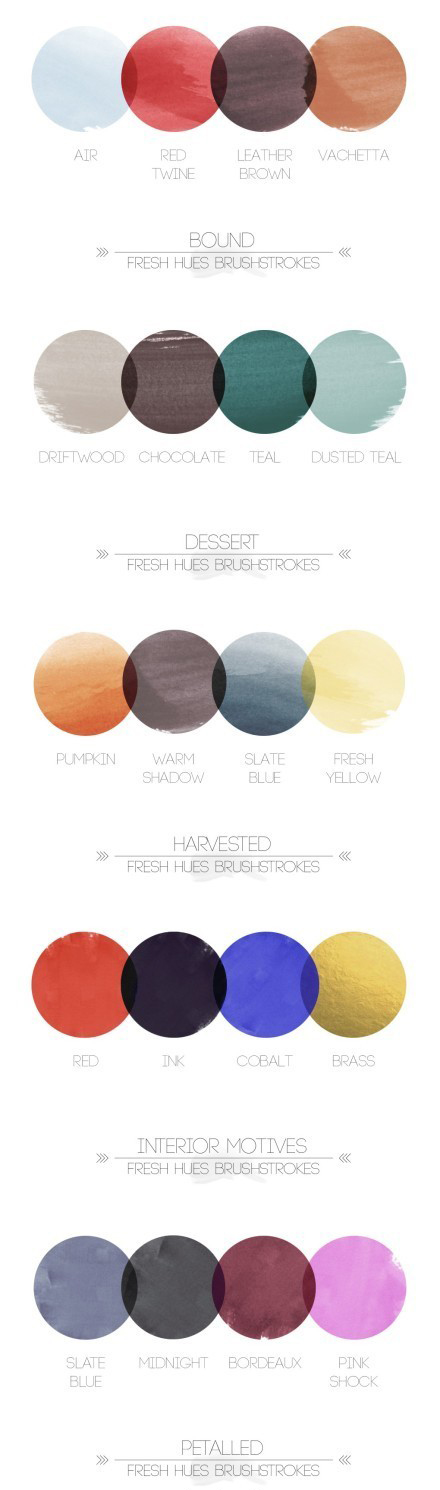 PETALLED
FRESH HUES BRUSHSTROKES
SLATE
BLUE
MIDNIGHT
BORDEAUX
PINK
SHOCK
INTERIOR MOTIVES
FRESH HUES BRUSHSTROKES
RED
INK
COBALT
BRASS
HARVESTED
FRESH HUES BRUSHSTROKES
PUMPKIN
WARM
SHADOW
SLATE
BLUE
FRESH
YELLOW
DESSERT
FRESH HUES BRUSHSTROKES
DRIFTWOOD
CHOCOLATE
TEAL
DUSTED TEAL
BOUND
FRESH HUES BRUSHSTROKES
AIR
RED
TWINE
LEATHER
BROWN
VACHETTA